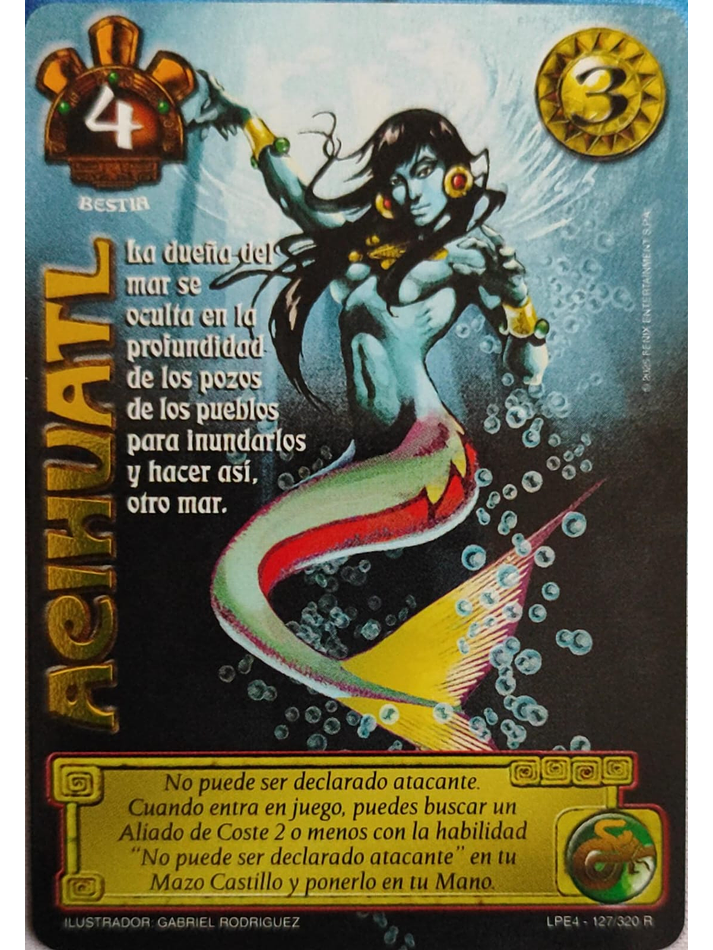 4
3
BESTIA
ACIHUATL
La dueña del
mar se
oculta en la
profundidad
de los pozos
de los pueblos
para inundarlos
y hacer así,
otro mar.
© 2025 FENIX ENTERTAINMENT S.P.A.
No puede ser declarado atacante.
Cuando entra en juego, puedes buscar un
Aliado de Coste 2 o menos con la habilidad
“No puede ser declarado atacante” en tu
Mazo Castillo y ponerlo en tu Mano.
ILUSTRADOR: GABRIEL RODRIGUEZ
LPE4 - 127/320 R